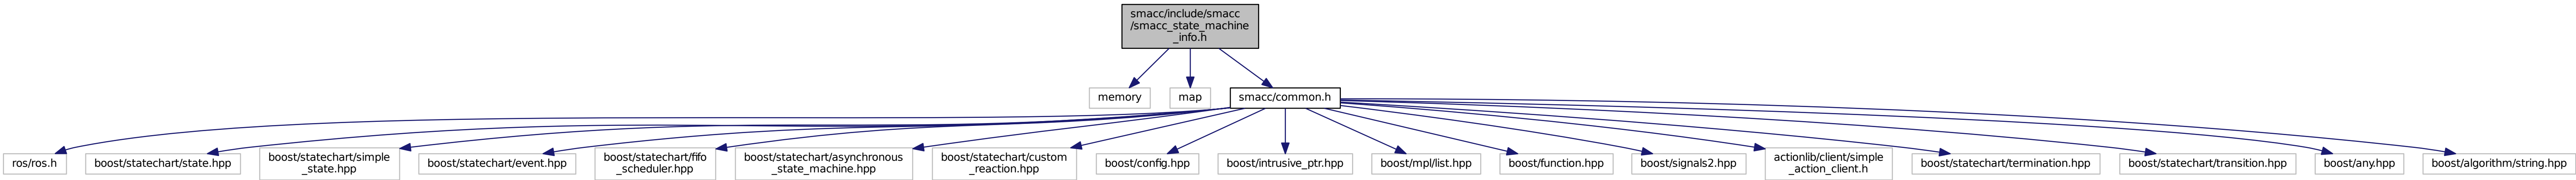 smacc/include/smacc
/smacc_state_machine
_info.h
memory
map
smacc/common.h
ros/ros.h
boost/statechart/state.hpp
boost/statechart/simple
_state.hpp
boost/statechart/event.hpp
boost/statechart/fifo
_scheduler.hpp
boost/statechart/asynchronous
_state_machine.hpp
boost/statechart/custom
_reaction.hpp
boost/config.hpp
boost/intrusive_ptr.hpp
boost/mpl/list.hpp
boost/function.hpp
boost/signals2.hpp
actionlib/client/simple
_action_client.h
boost/statechart/termination.hpp
boost/statechart/transition.hpp
boost/any.hpp
boost/algorithm/string.hpp